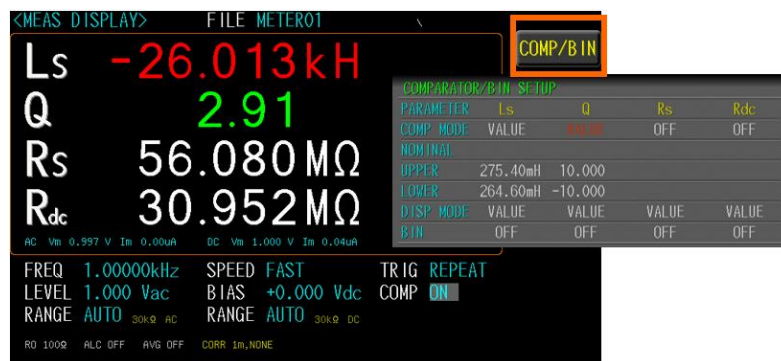 <MEAS DISPLAY> FILE METER01 \
COMP/BIN
Ls -26.013kH
Q 2.91
Rs 56.080MΩ
Rdc 30.952MΩ
AC Vm 0.997 V Im 0.00uA DC Vm 1.000 V Im 0.04uA
COMPARATOR/BIN SETUP
PARAMETER Ls Q Rs Rdc
COMP MODE VALUE VALUE OFF OFF
NOMINAL
UPPER 275.40mH 10.000
LOWER 264.60mH -10.000
DISP MODE VALUE VALUE VALUE VALUE
BIN OFF OFF OFF OFF
FREQ 1.00000kHz SPEED FAST TRIG REPEAT
LEVEL 1.000 Vac BIAS +0.000 Vdc COMP ON
RANGE AUTO 30kΩ AC RANGE AUTO 30kΩ DC
RO 100Ω ALC OFF AVG OFF CORR 1m,NONE